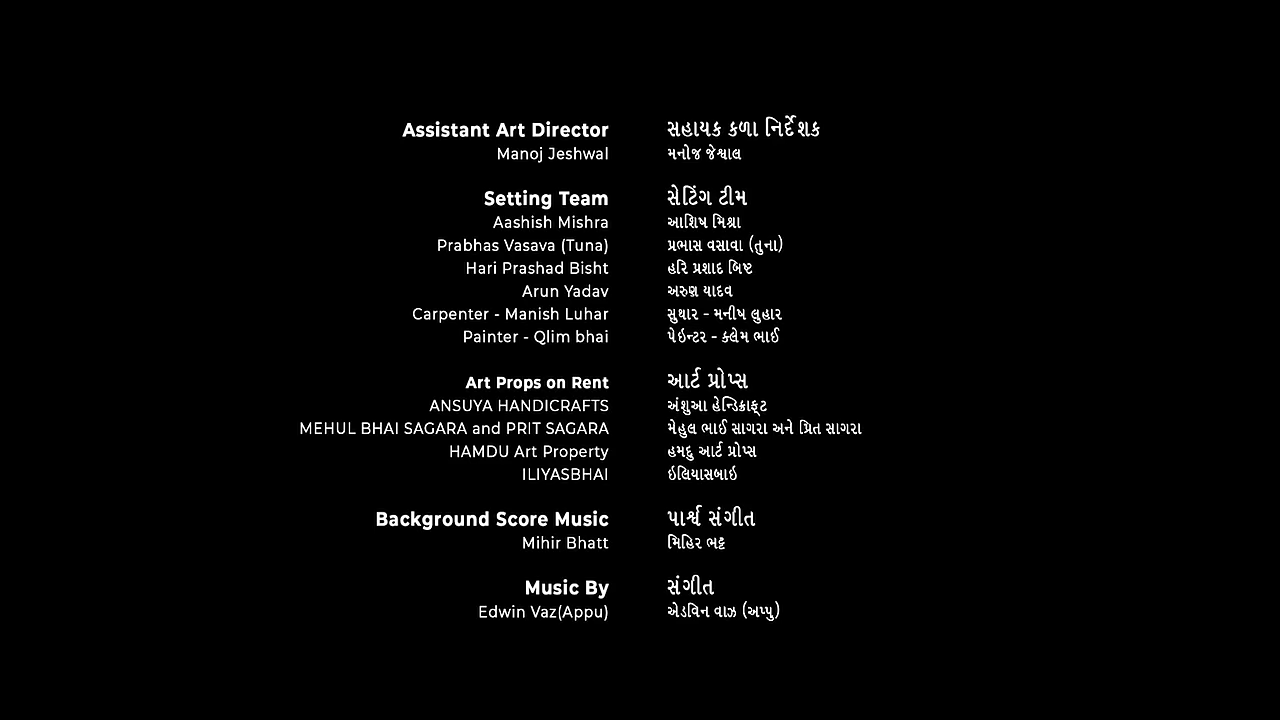 Assistant Art Director સહાયક કળા નિર્દેશક
Manoj Jeshwal મનોજ જેશ્વાલ
Setting Team સેટિંગ ટીમ
Aashish Mishra આશિષ મિશ્રા
Prabhas Vasava (Tuna) પ્રભાસ વસાવા (તુના)
Hari Prashad Bisht હરિ પ્રશાદ બિષ્ટ
Arun Yadav અરુણ યાદવ
Carpenter - Manish Luhar સુથાર - મનીષ લુહાર
Painter - Qlim bhai પેઇન્ટર - ક્લેમ ભાઈ
Art Props on Rent આર્ટ પ્રોપ્સ
ANSUYA HANDICRAFTS અંશુઆ હેન્ડિક્રાફ્ટ
MEHUL BHAI SAGARA and PRIT SAGARA મેહુલ ભાઈ સાગરા અને પ્રિત સાગરા
HAMDU Art Property હમદુ આર્ટ પ્રોપ્સ
ILIYASBHAI ઇલિયાસબાઇ
Background Score Music પાર્શ્વ સંગીત
Mihir Bhatt મિહિર ભટ્ટ
Music By સંગીત
Edwin Vaz(Appu) એડવિન વાઝ (અપ્પુ)